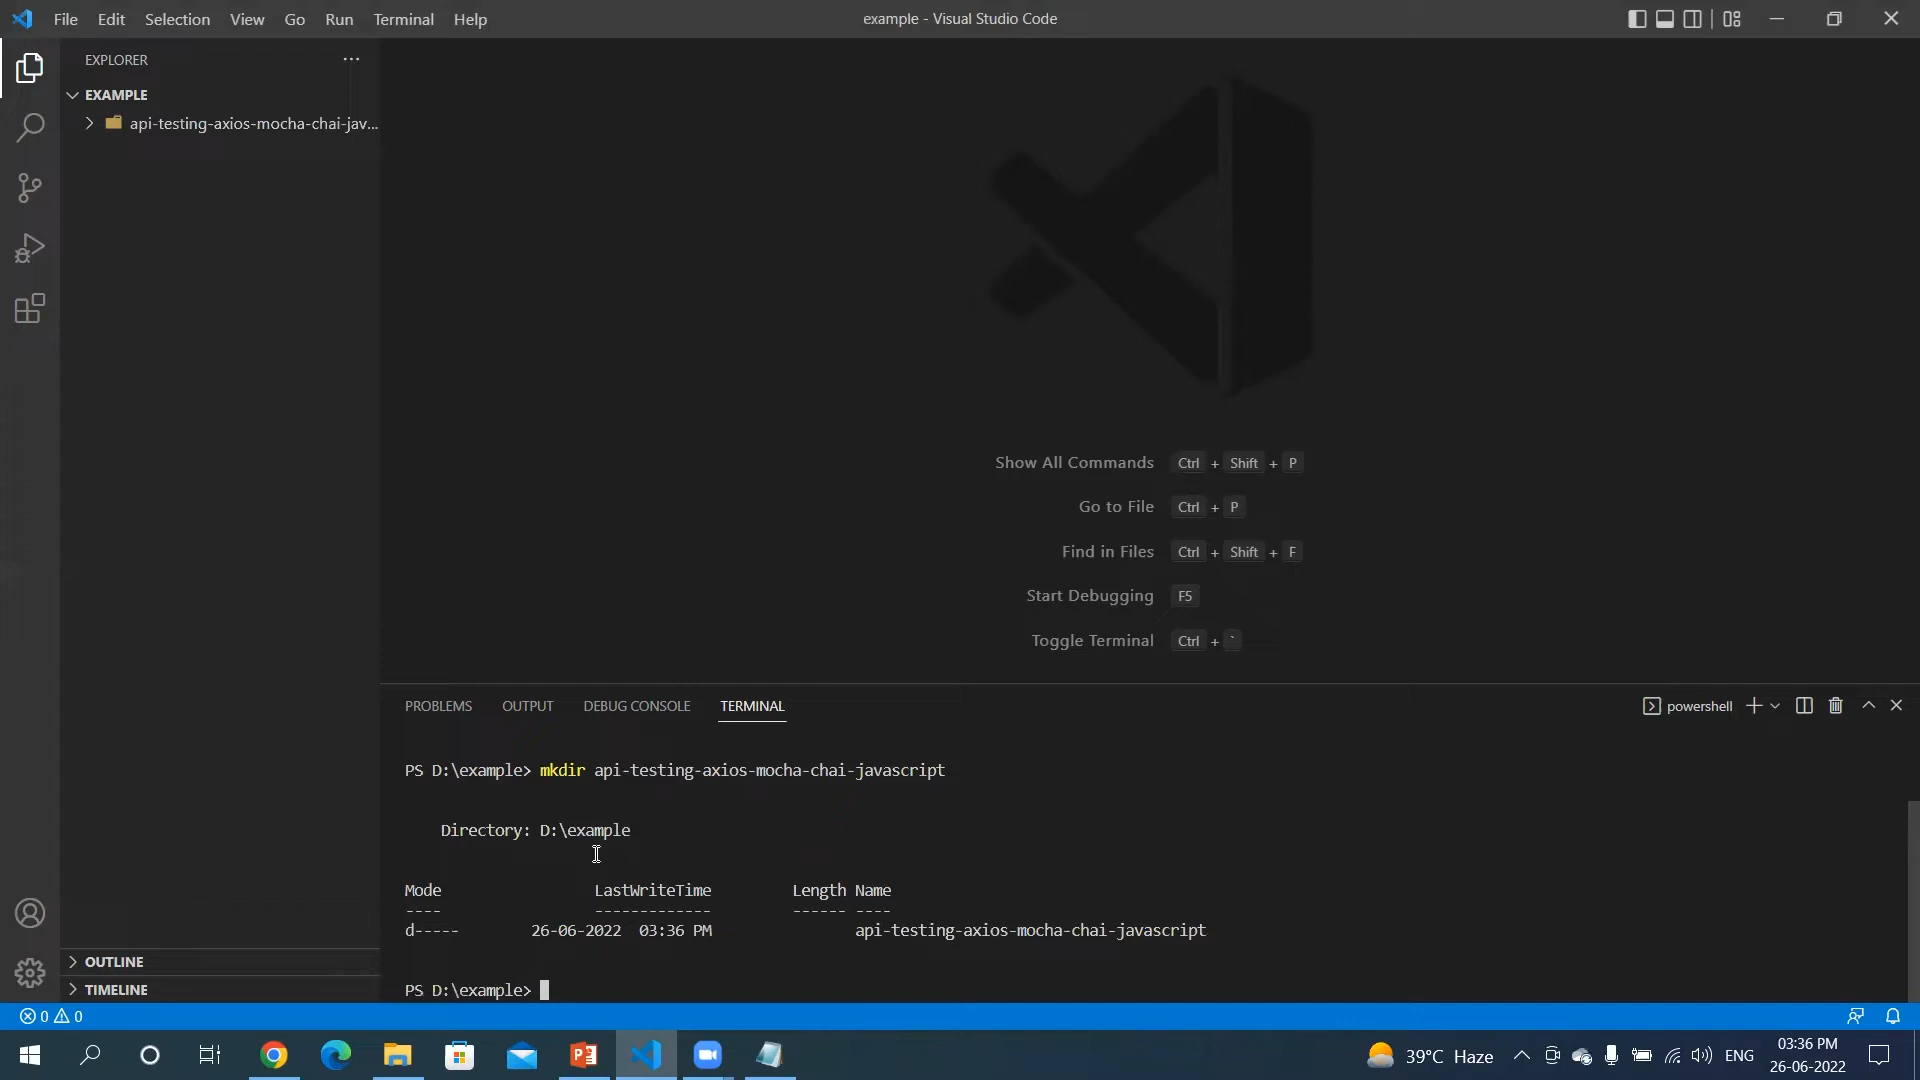 File Edit Selection View Go Run Terminal Help
example - Visual Studio Code
EXPLORER
EXAMPLE
api-testing-axios-mocha-chai-jav...
Show All Commands Ctrl + Shift + P
Go to File Ctrl + P
Find in Files Ctrl + Shift + F
Start Debugging F5
Toggle Terminal Ctrl + `
PROBLEMS OUTPUT DEBUG CONSOLE TERMINAL
powershell
PS D:\example> mkdir api-testing-axios-mocha-chai-javascript
Directory: D:\example
Mode LastWriteTime Length Name
---- ------------- ------ ----
d----- 26-06-2022 03:36 PM api-testing-axios-mocha-chai-javascript
PS D:\example>
OUTLINE
TIMELINE
0 0
39°C Haze
ENG
03:36 PM
26-06-2022